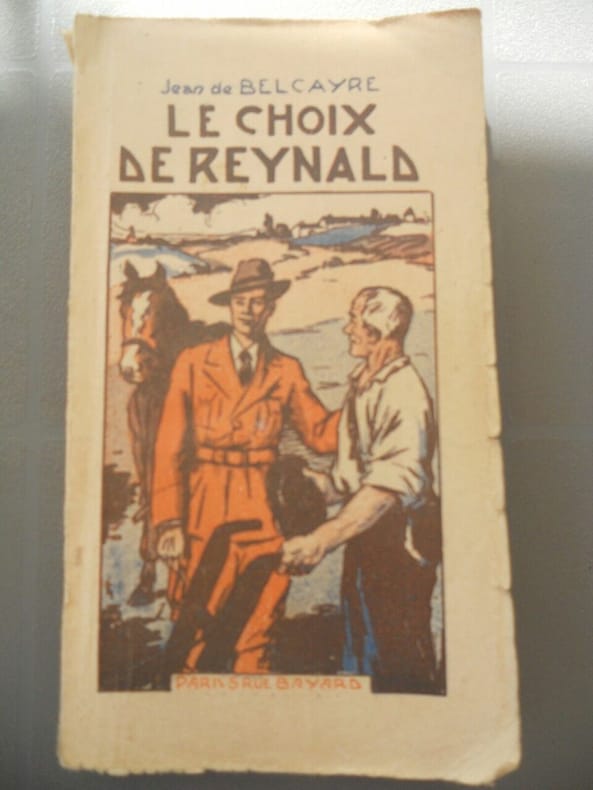 Jean de BELCAYRE
LE CHOIX
DE REYNALD
PARIS 5 RUE BAYARD